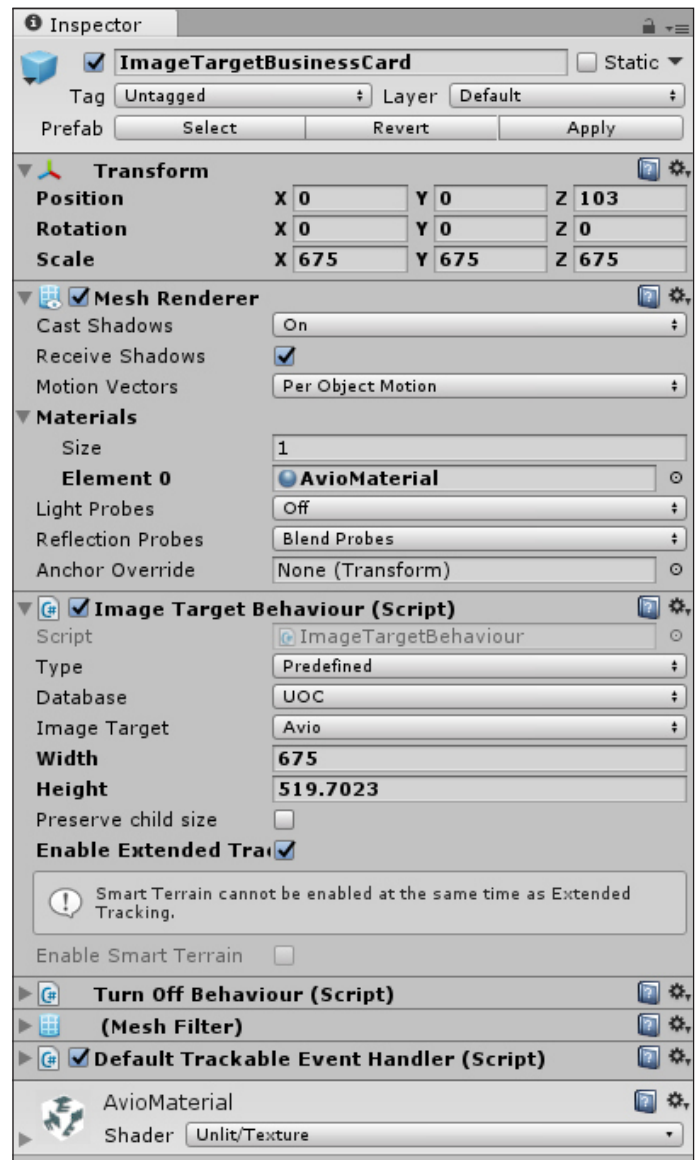 Inspector
ImageTargetBusinessCard Static
Tag Untagged Layer Default
Prefab Select Revert Apply
Transform
Position X 0 Y 0 Z 103
Rotation X 0 Y 0 Z 0
Scale X 675 Y 675 Z 675
Mesh Renderer
Cast Shadows On
Receive Shadows
Motion Vectors Per Object Motion
Materials
Size 1
Element 0 AvioMaterial
Light Probes Off
Reflection Probes Blend Probes
Anchor Override None (Transform)
Image Target Behaviour (Script)
Script ImageTargetBehaviour
Type Predefined
Database UOC
Image Target Avio
Width 675
Height 519.7023
Preserve child size
Enable Extended Tra
Smart Terrain cannot be enabled at the same time as Extended
Tracking.
Enable Smart Terrain
Turn Off Behaviour (Script)
(Mesh Filter)
Default Trackable Event Handler (Script)
AvioMaterial
Shader Unlit/Texture